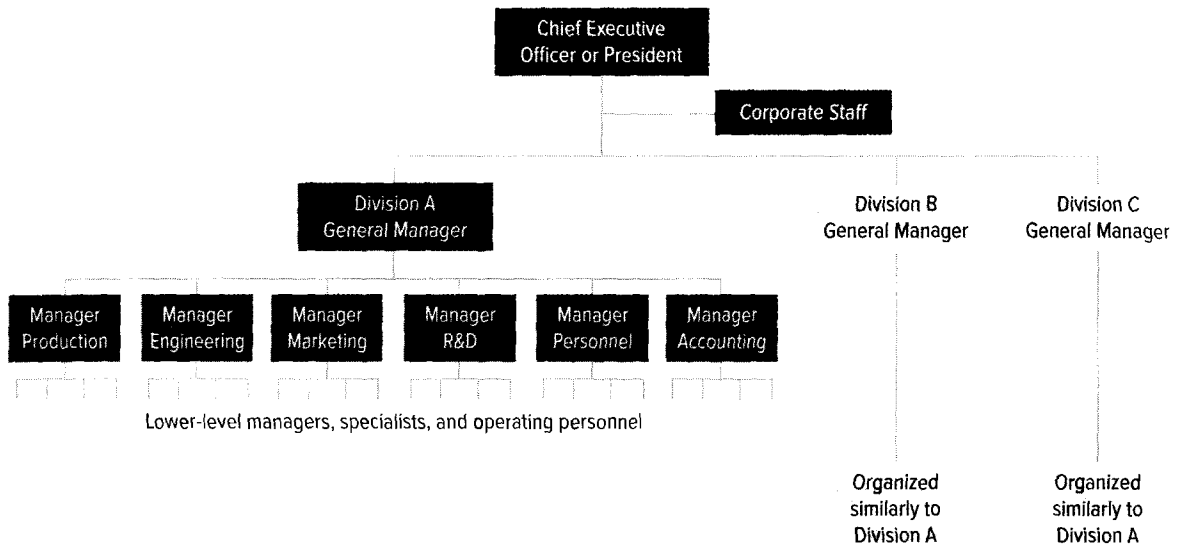 Chief Executive
Officer or President
Corporate Staff
Division A
General Manager
Division B
General Manager
Division C
General Manager
Manager
Production
Manager
Engineering
Manager
Marketing
Manager
R&D
Manager
Personnel
Manager
Accounting
Lower-level managers, specialists, and operating personnel
Organized
similarly to
Division A
Organized
similarly to
Division A